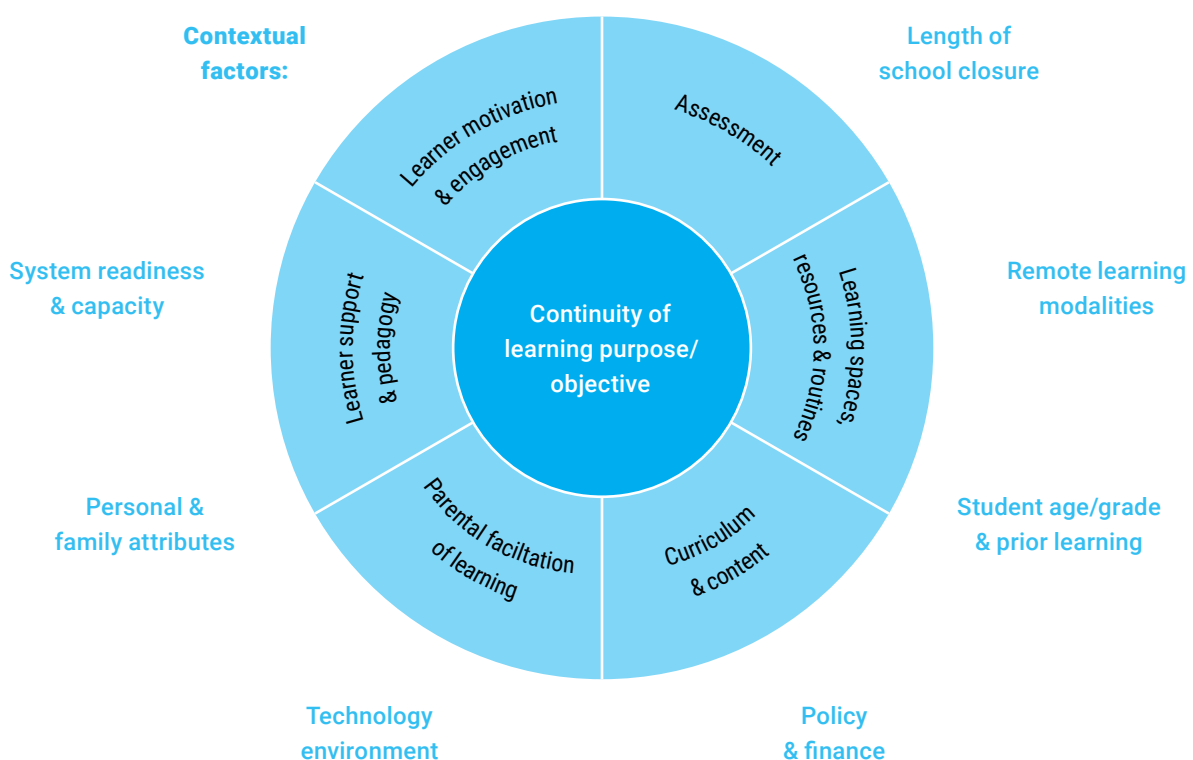 Contextual
factors:
Length of
school closure
Remote learning
modalities
Student age/grade
& prior learning
Policy
& finance
Technology
environment
Personal &
family attributes
System readiness
& capacity
Learner motivation
& engagement
Assessment
Learning spaces,
resources & routines
Curriculum
& content
Parental faciltation
of learning
Learner support
& pedagogy
Continuity of
learning purpose/
objective